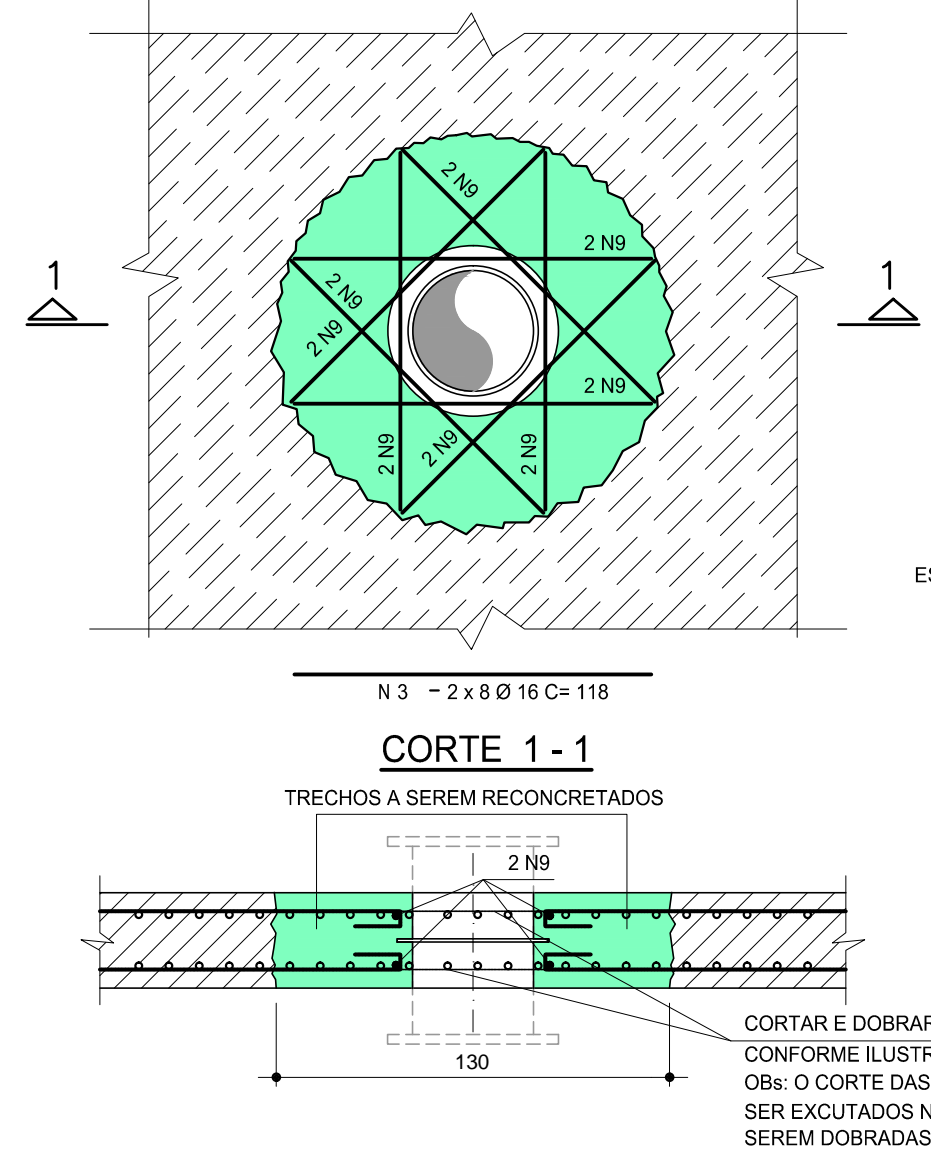 2 N9
2 N9
1
1
2 N9
2 N9
2 N9
2 N9
2 N9
2 N9
ES
N 3 - 2 x 8 Ø 16 C= 118
CORTE 1 - 1
TRECHOS A SEREM RECONCRETADOS
2 N9
CORTAR E DOBRAR
CONFORME ILUSTR
130
OBs: O CORTE DAS
SER EXCUTADOS N
SEREM DOBRADAS